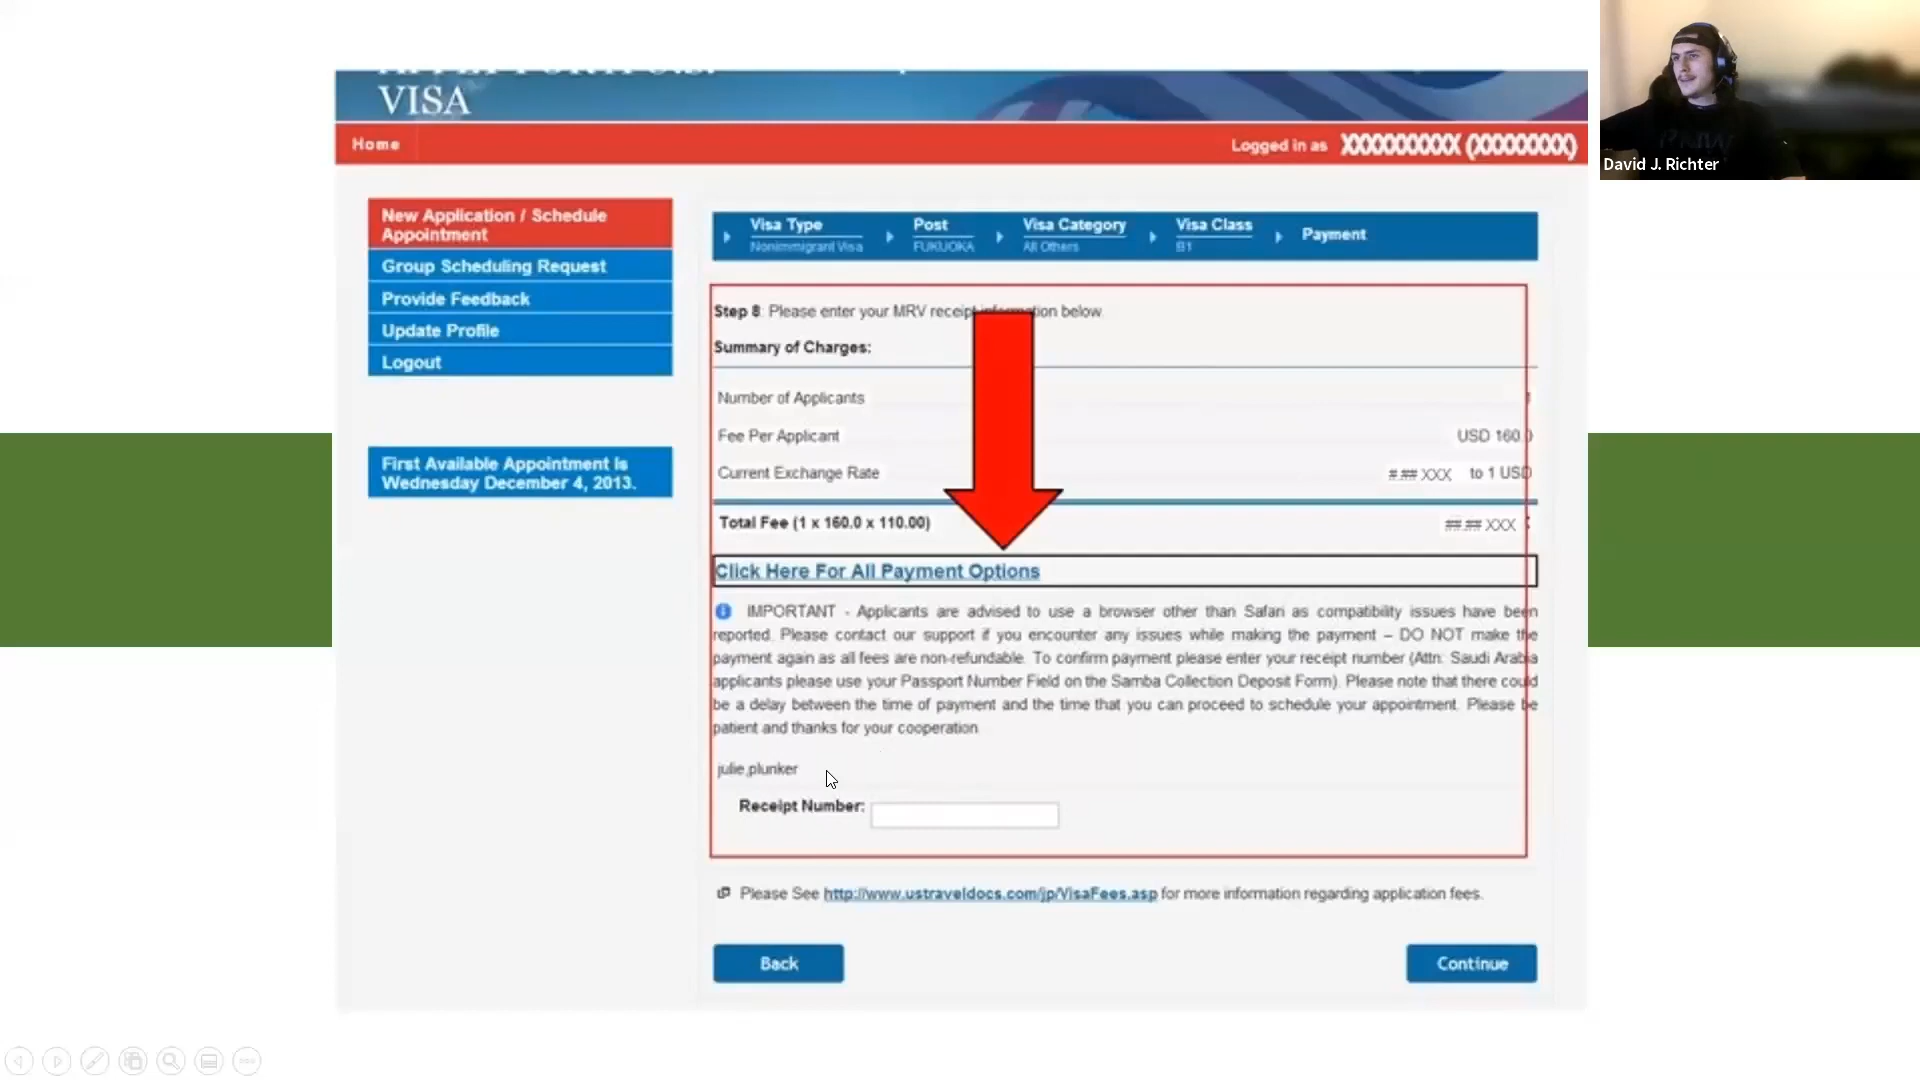 VISA
Home
Logged in as XXXXXXXXXX (XXXXXXXXX)
David J. Richter
New Application / Schedule
Appointment
Group Scheduling Request
Provide Feedback
Update Profile
Logout
First Available Appointment Is
Wednesday December 4, 2013.
Visa Type
Nonimmigrant Visa
Post
FUKUOKA
Visa Category
All Others
Visa Class
B1
Payment
Step 8: Please enter your MRV receipt information below.
Summary of Charges:
Number of Applicants
Fee Per Applicant
USD 160.0
Current Exchange Rate
#.## XXX to 1 USD
Total Fee (1 x 160.0 x 110.00)
##.## XXX
Click Here For All Payment Options
IMPORTANT - Applicants are advised to use a browser other than Safari as compatibility issues have been
reported. Please contact our support if you encounter any issues while making the payment – DO NOT make the
payment again as all fees are non-refundable. To confirm payment please enter your receipt number (Attn: Saudi Arabia
applicants please use your Passport Number Field on the Samba Collection Deposit Form). Please note that there could
be a delay between the time of payment and the time that you can proceed to schedule your appointment. Please be
patient and thanks for your cooperation
julie,plunker
Receipt Number:
Please See http://www.ustraveldocs.com/jp/VisaFees.asp for more information regarding application fees.
Back
Continue